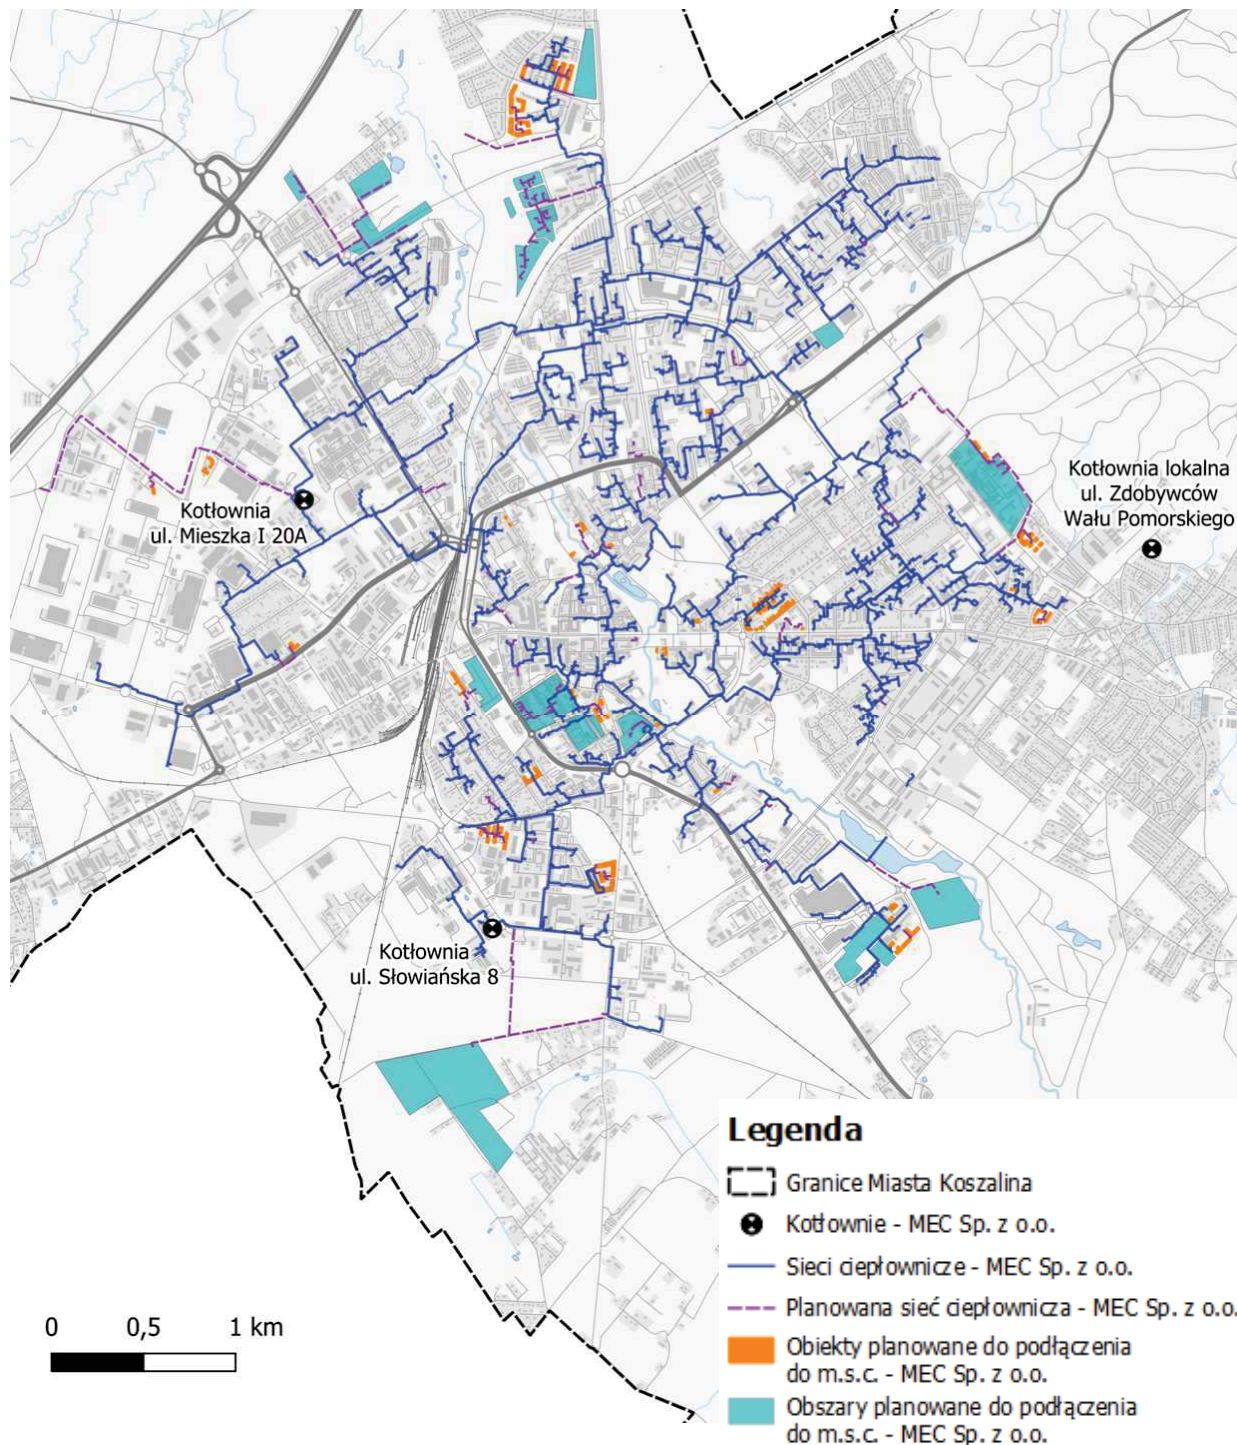 Kotłownia lokalna
ul. Zdobywców
Wału Pomorskiego
Kotłownia
ul. Mieszka I 20A
Kotłownia
ul. Słowiańska 8
Legenda
Granice Miasta Koszalina
Kotłownie - MEC Sp. z o.o.
Sieci ciepłownicze - MEC Sp. z o.o.
Planowana sieć ciepłownicza - MEC Sp. z o.o.
Obiekty planowane do podłączenia
do m.s.c. - MEC Sp. z o.o.
Obszary planowane do podłączenia
do m.s.c. - MEC Sp. z o.o.
0 0,5 1 km